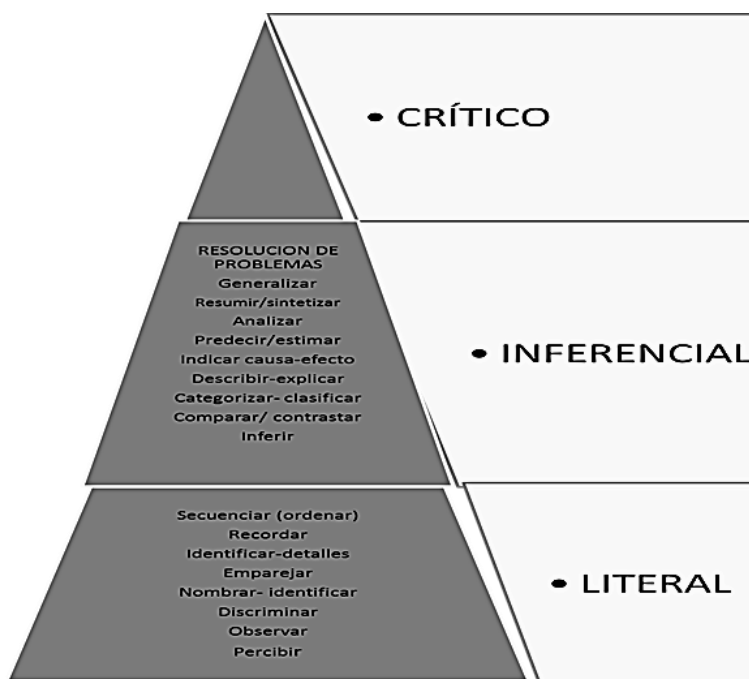 • CRÍTICO
RESOLUCION DE
PROBLEMAS
Generalizar
Resumir/sintetizar
Analizar
Predecir/estimar
Indicar causa-efecto
Describir-explicar
Categorizar- clasificar
Comparar/ contrastar
Inferir
• INFERENCIAL
Secuenciar (ordenar)
Recordar
Identificar-detalles
Emparejar
Nombrar- identificar
Discriminar
Observar
Percibir
• LITERAL